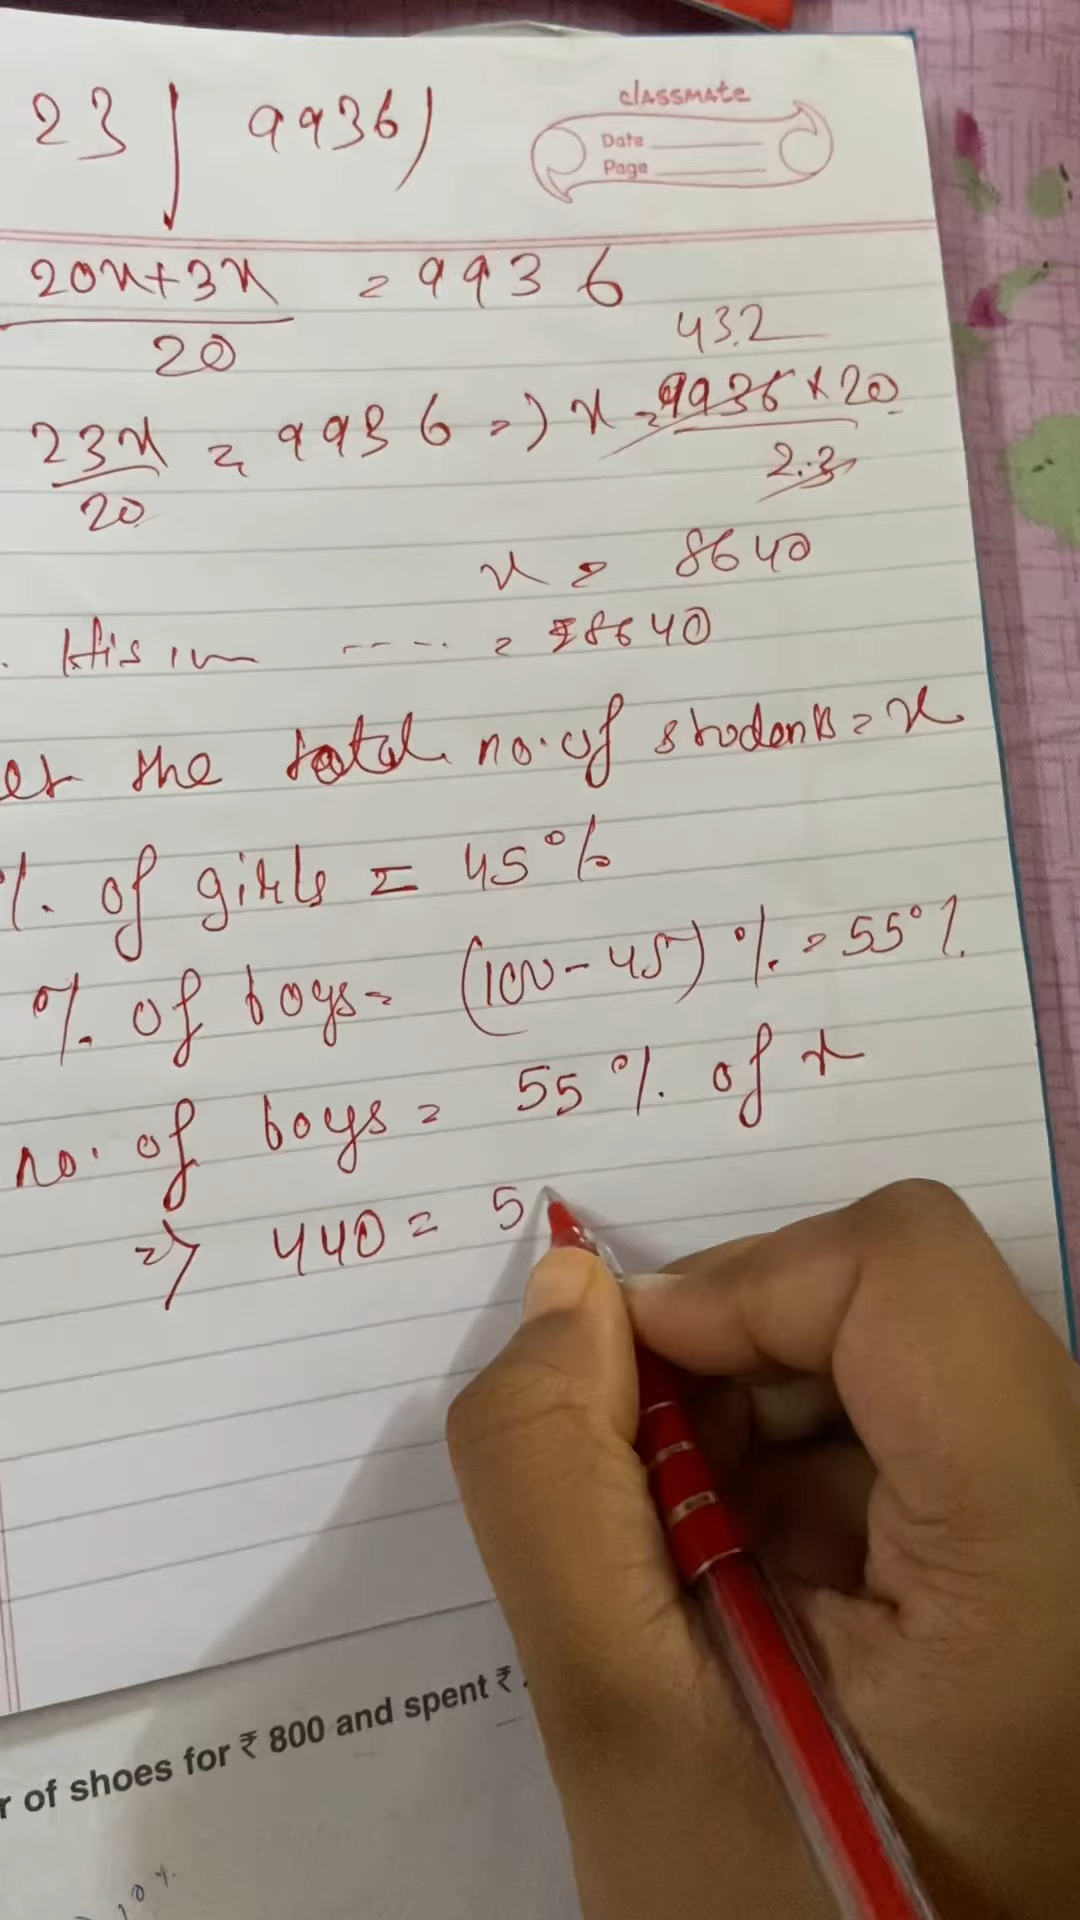 23 ) 9936 )
classmate
Date
Page
20x+3x / 20 = 9936
23x / 20 = 9936 => x = 9936 × 20 / 23
432
x = 8640
= ₹8640
et the total no. of students = x
% of girls = 45%
% of boys = (100-45)% = 55%
no. of boys = 55% of x
=> 440 = 5
r of shoes for ₹ 800 and spent ₹